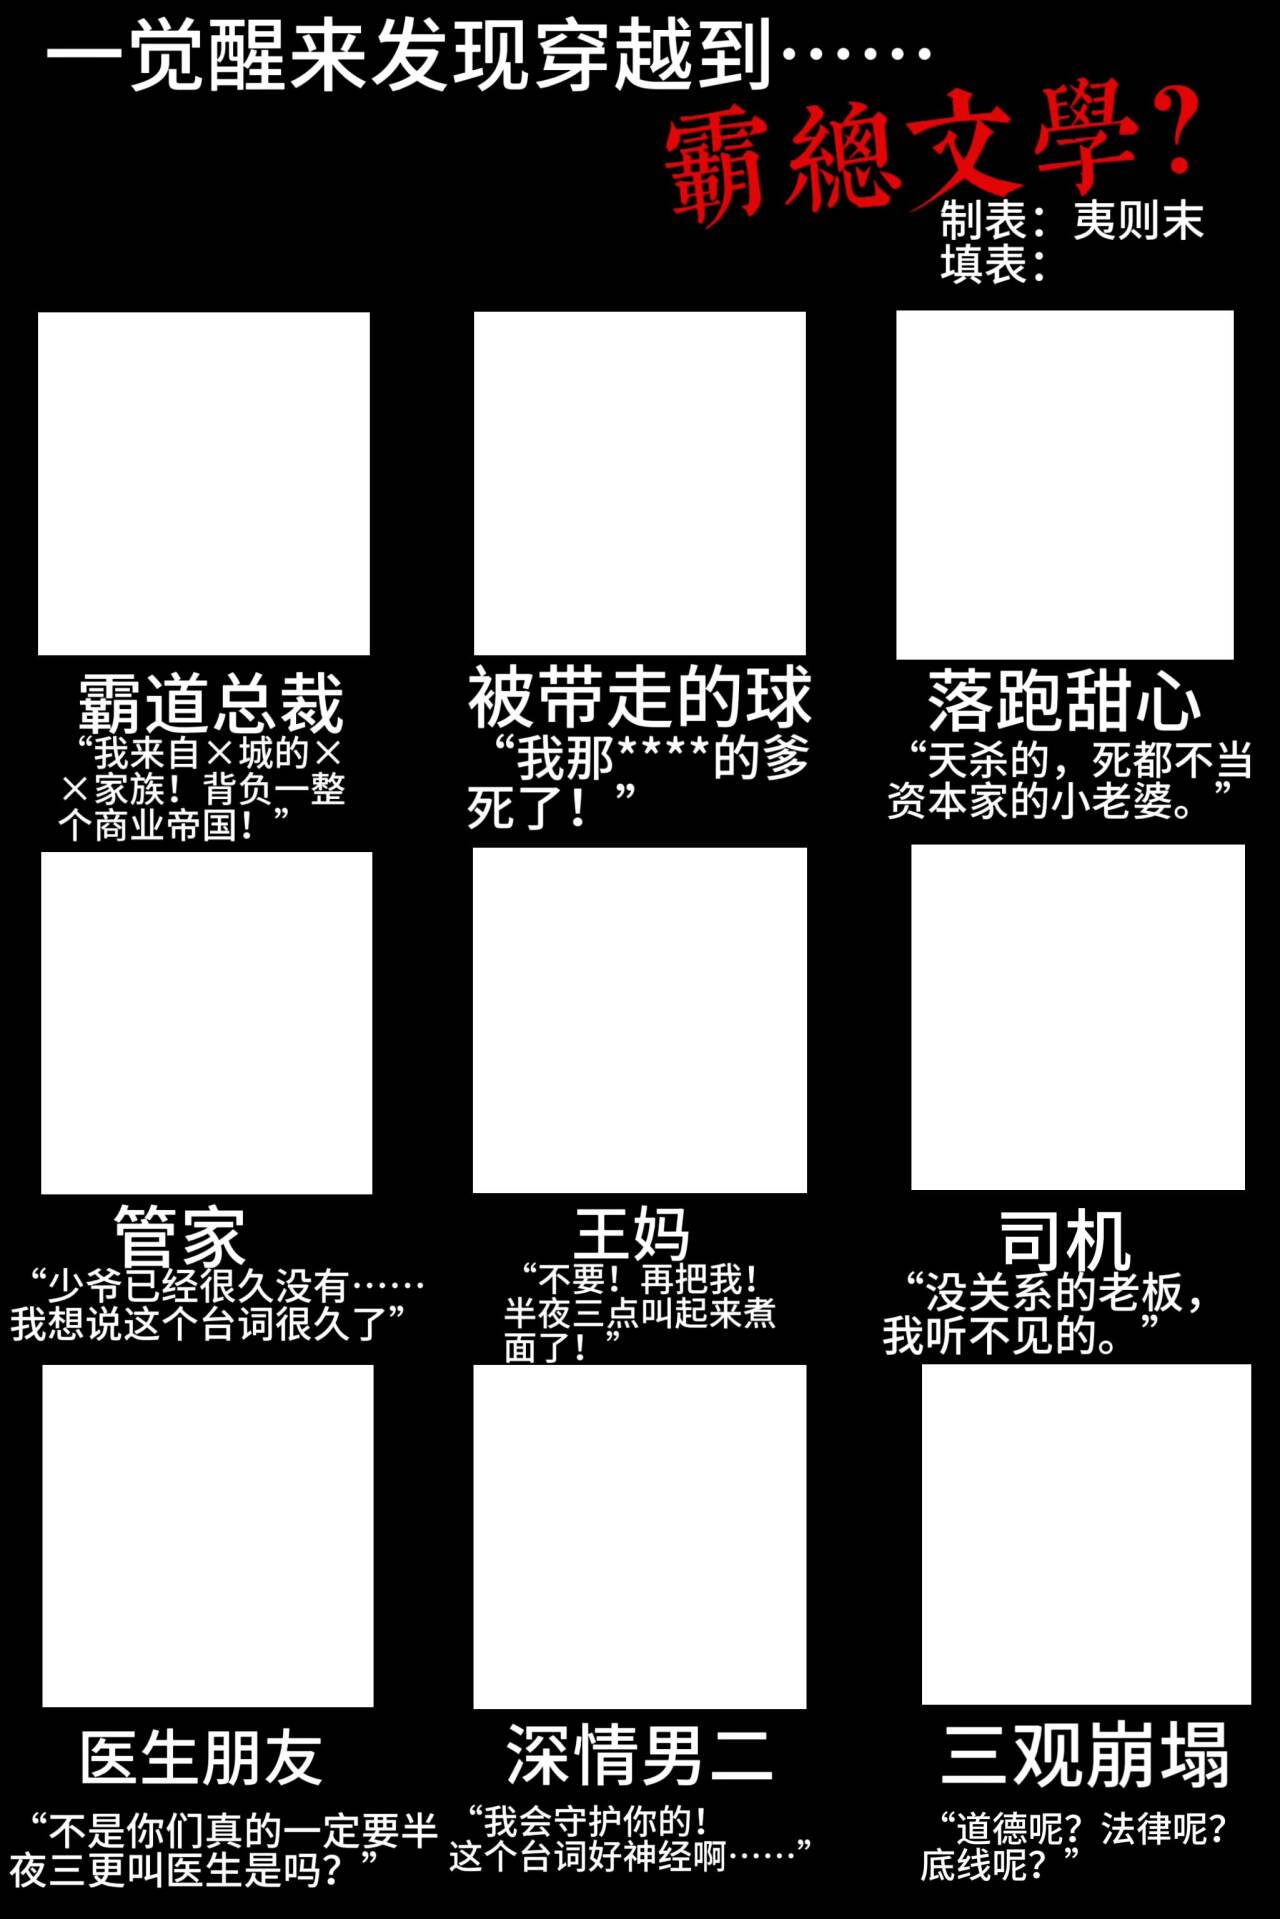 一觉醒来发现穿越到……
霸總文學?
制表：夷则末
填表：
霸道总裁
“我来自×城的×
×家族！背负一整
个商业帝国！”
被带走的球
“我那****的爹
死了！”
落跑甜心
“天杀的，死都不当
资本家的小老婆。”
管家
“少爷已经很久没有……
我想说这个台词很久了”
王妈
“不要！再把我！
半夜三点叫起来煮
面了！”
司机
“没关系的老板，
我听不见的。”
医生朋友
“不是你们真的一定要半
夜三更叫医生是吗？”
深情男二
“我会守护你的！
这个台词好神经啊……”
三观崩塌
“道德呢？法律呢？
底线呢？”